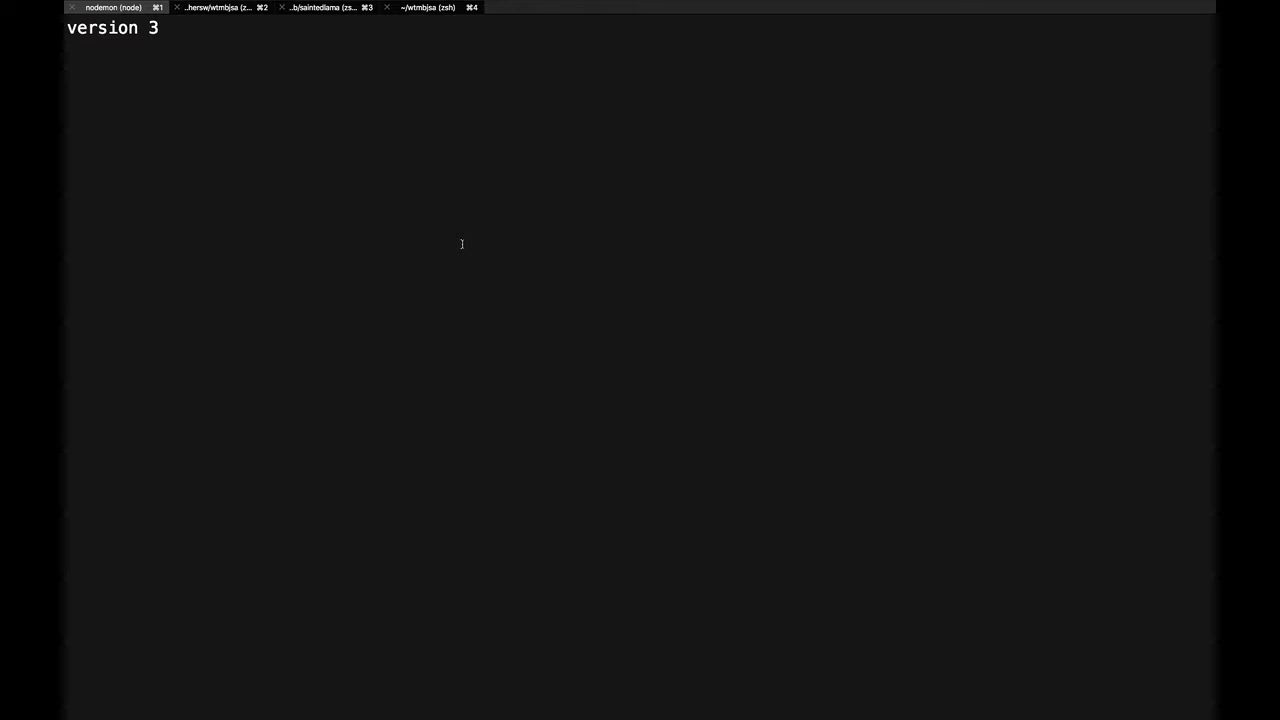 nodemon (node) ⌘1 ..hersw/wtmbjsa (z... ⌘2 ..b/saintedlama (zs... ⌘3 ~/wtmbjsa (zsh) ⌘4
version 3